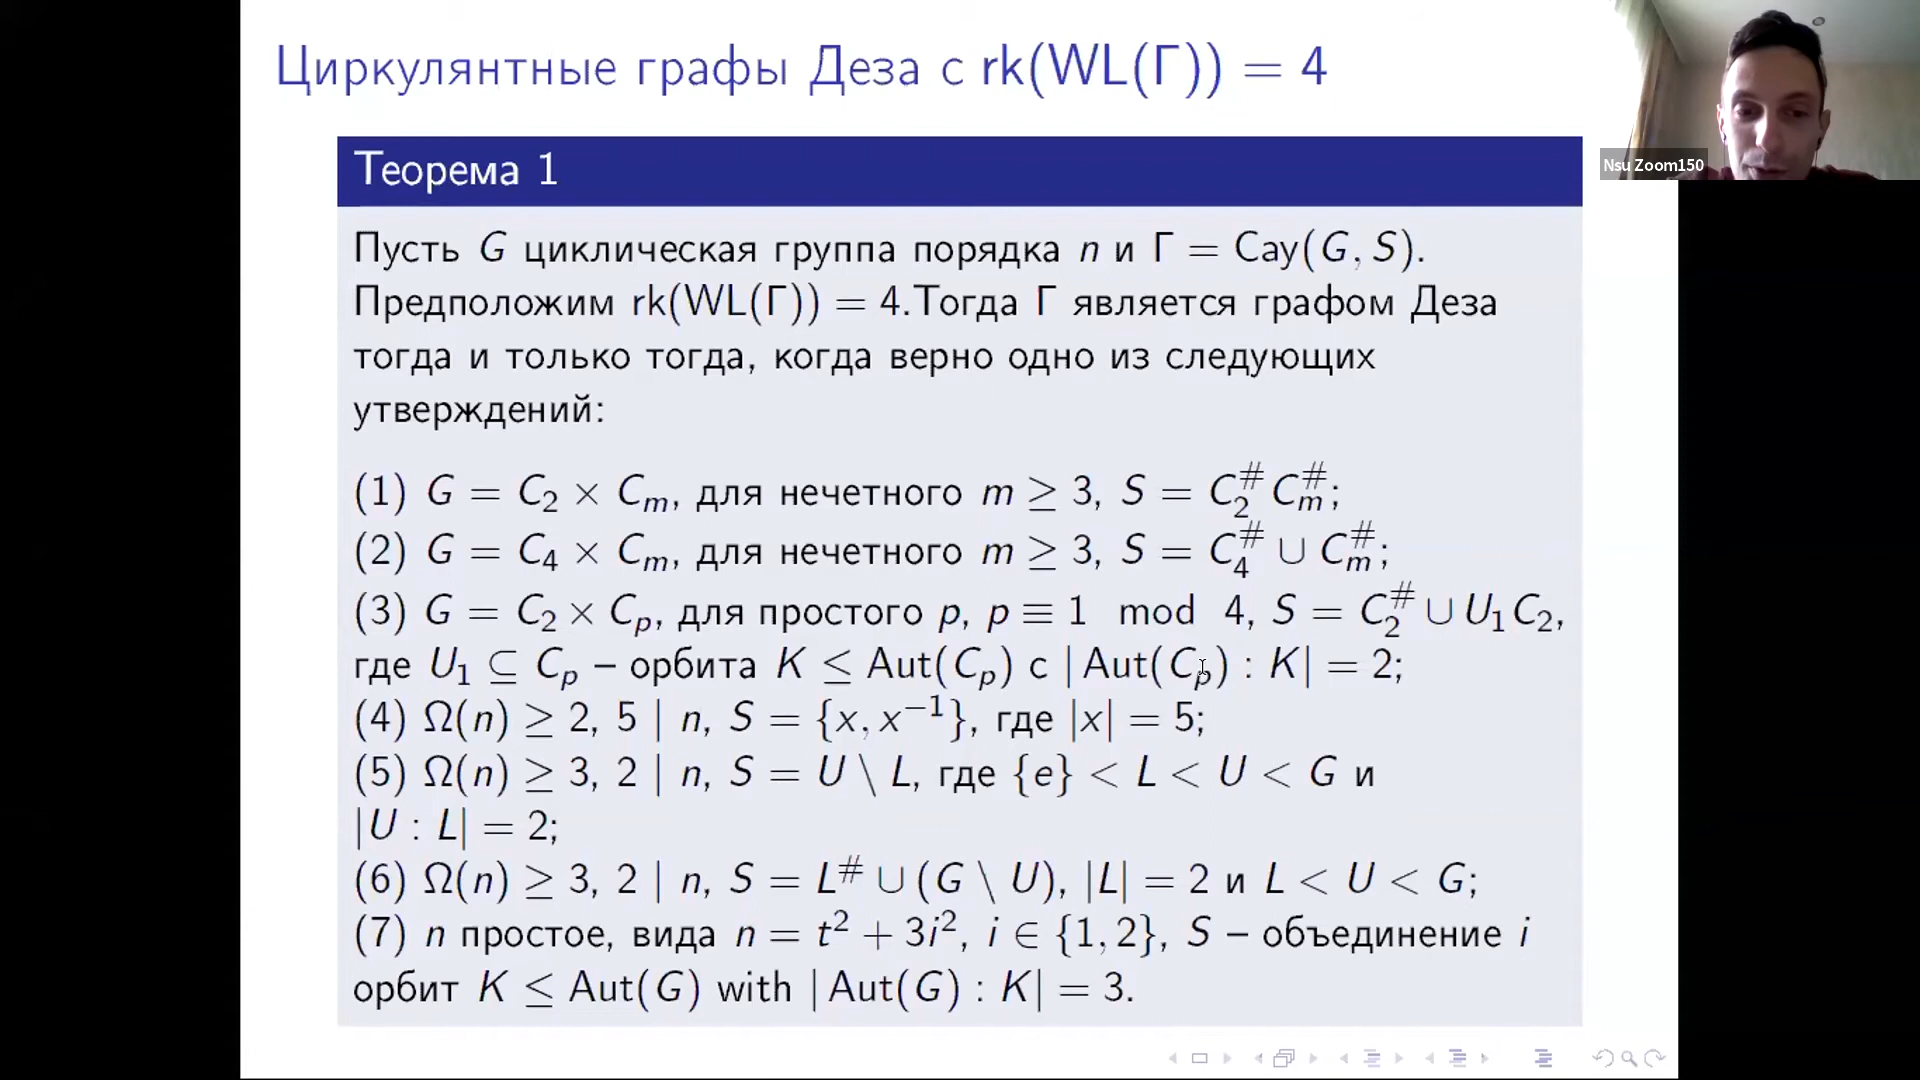 Циркулянтные графы Деза с rk(WL(Γ)) = 4
Nsu Zoom150
Теорема 1
Пусть G циклическая группа порядка n и Γ = Cay(G, S).
Предположим rk(WL(Γ)) = 4.Тогда Γ является графом Деза
тогда и только тогда, когда верно одно из следующих
утверждений:
(1) G = C₂ × Cₘ, для нечетного m ≥ 3, S = C₂^# Cₘ^#;
(2) G = C₄ × Cₘ, для нечетного m ≥ 3, S = C₄^# ∪ Cₘ^#;
(3) G = C₂ × Cₚ, для простого p, p ≡ 1 mod 4, S = C₂^# ∪ U₁C₂,
где U₁ ⊆ Cₚ – орбита K ≤ Aut(Cₚ) с | Aut(Cₚ) : K| = 2;
(4) Ω(n) ≥ 2, 5 | n, S = {x, x⁻¹}, где |x| = 5;
(5) Ω(n) ≥ 3, 2 | n, S = U \ L, где {e} < L < U < G и
|U : L| = 2;
(6) Ω(n) ≥ 3, 2 | n, S = L^# ∪ (G \ U), |L| = 2 и L < U < G;
(7) n простое, вида n = t² + 3i², i ∈ {1, 2}, S – объединение i
орбит K ≤ Aut(G) with | Aut(G) : K| = 3.